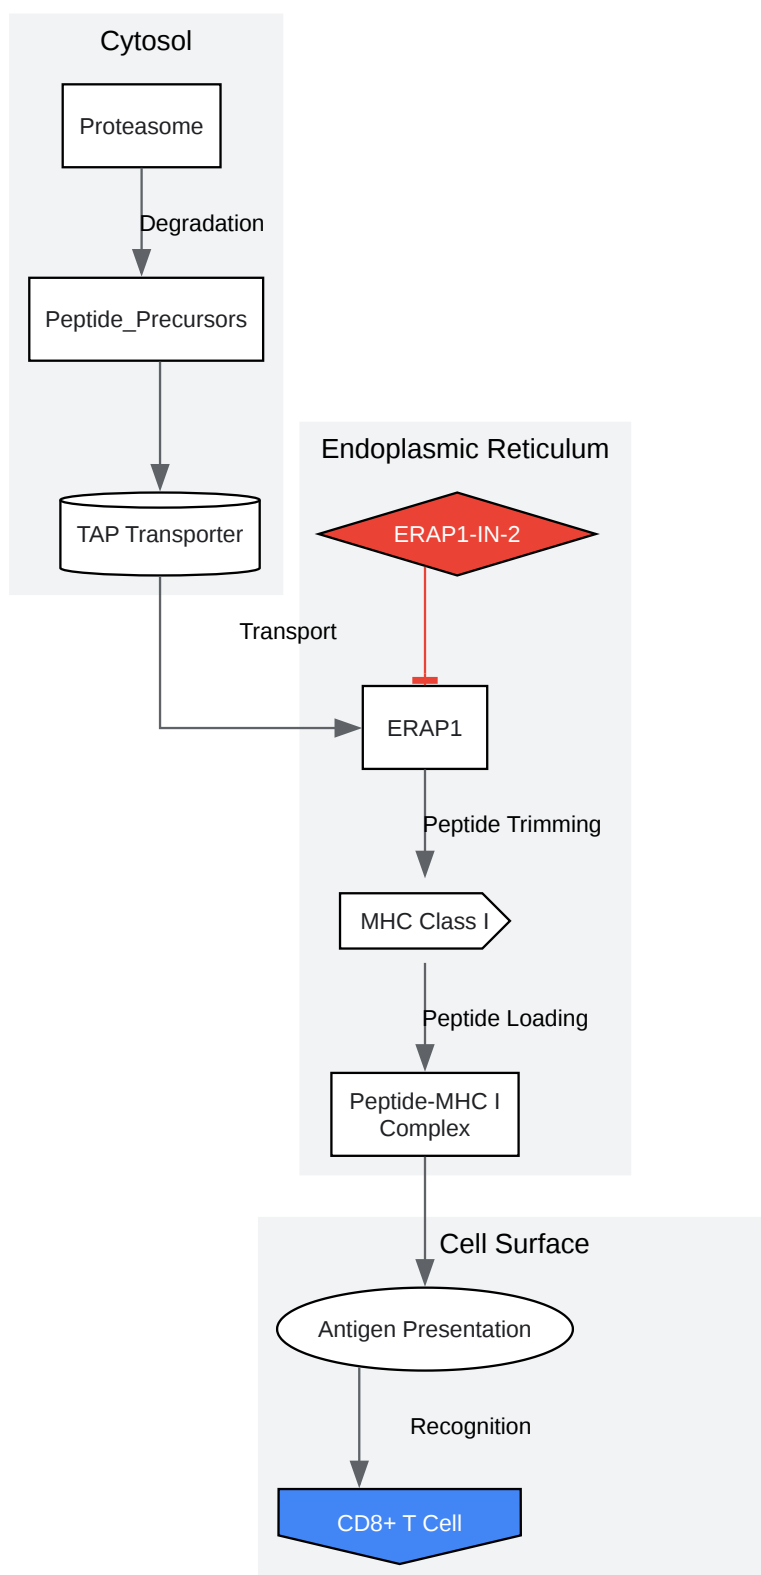 Cytosol
Proteasome
Degradation
Peptide_Precursors
TAP Transporter
Transport
Endoplasmic Reticulum
ERAP1-IN-2
ERAP1
Peptide Trimming
MHC Class I
Peptide Loading
Peptide-MHC I
Complex
Cell Surface
Antigen Presentation
Recognition
CD8+ T Cell